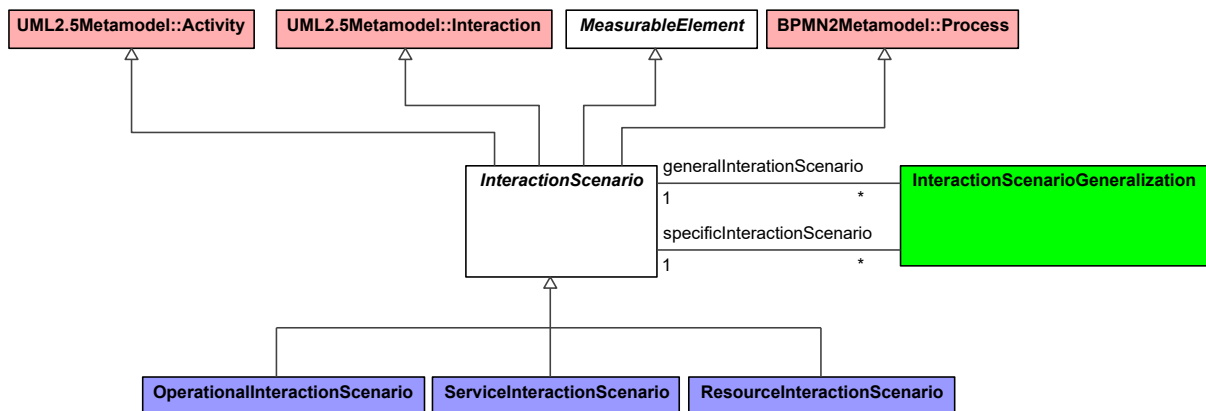 UML2.5Metamodel::Activity
UML2.5Metamodel::Interaction
MeasurableElement
BPMN2Metamodel::Process
InteractionScenario
generalInterationScenario
1
*
specificInteractionScenario
1
*
InteractionScenarioGeneralization
OperationalInteractionScenario
ServiceInteractionScenario
ResourceInteractionScenario